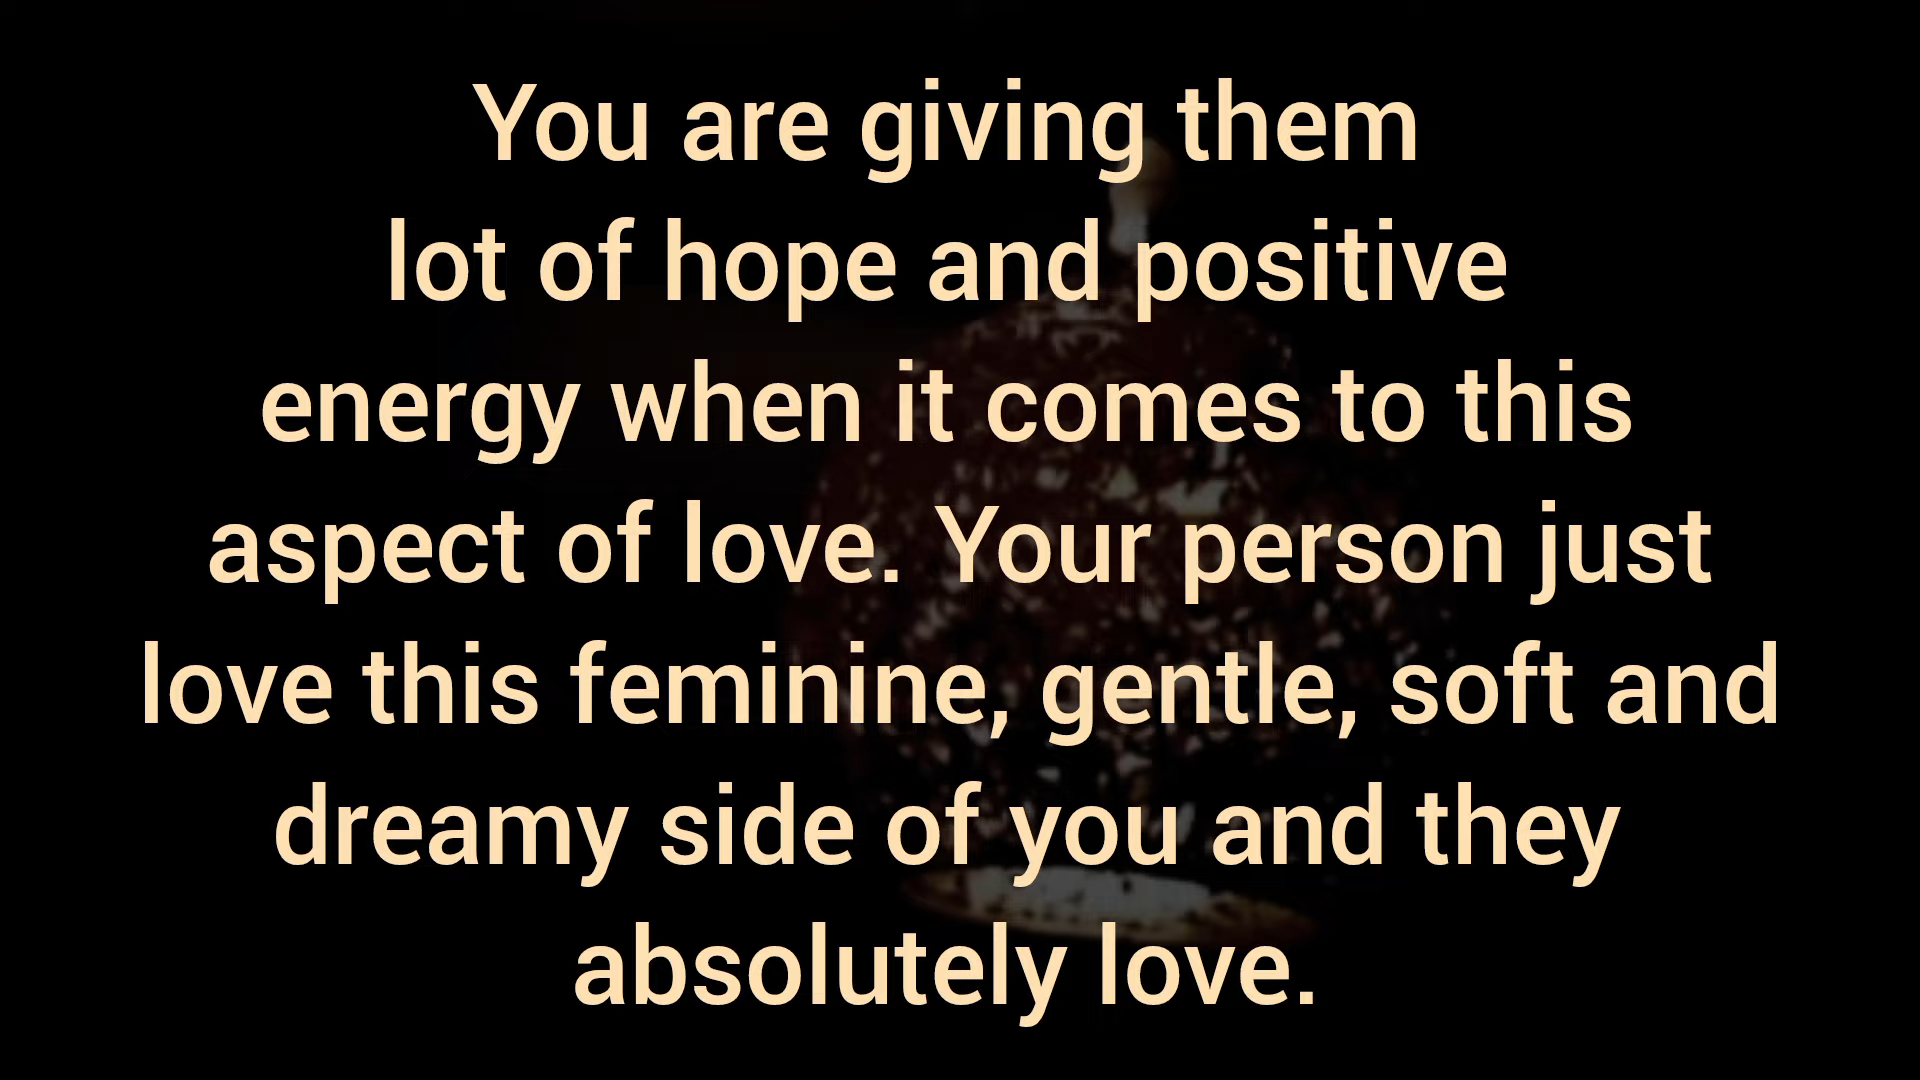 You are giving them
lot of hope and positive
energy when it comes to this
aspect of love. Your person just
love this feminine, gentle, soft and
dreamy side of you and they
absolutely love.